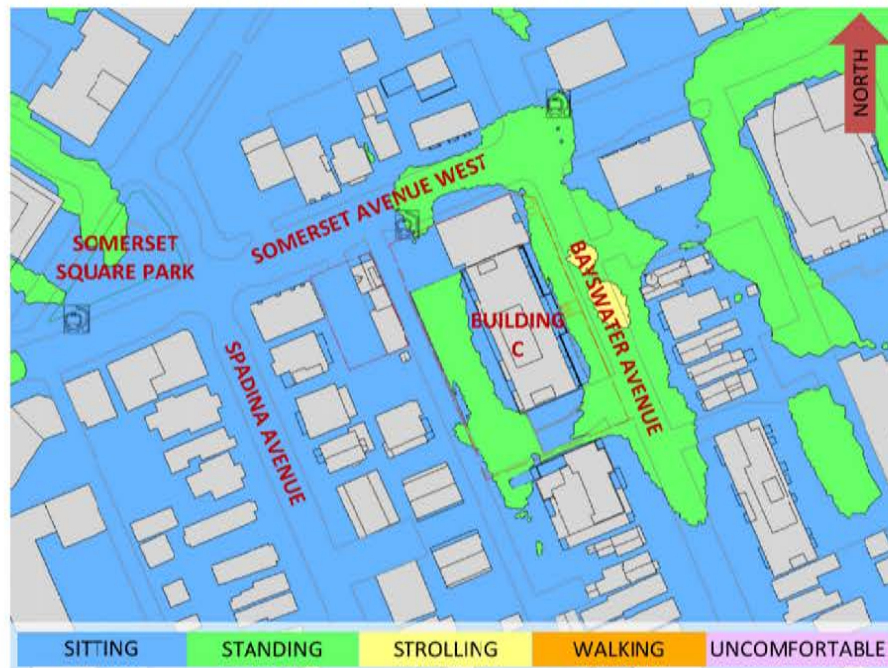 NORTH
SOMERSET AVENUE WEST
SOMERSET
SQUARE PARK
BAYSWATER AVENUE
BUILDING
C
SPADINA AVENUE
SITTING
STANDING
STROLLING
WALKING
UNCOMFORTABLE